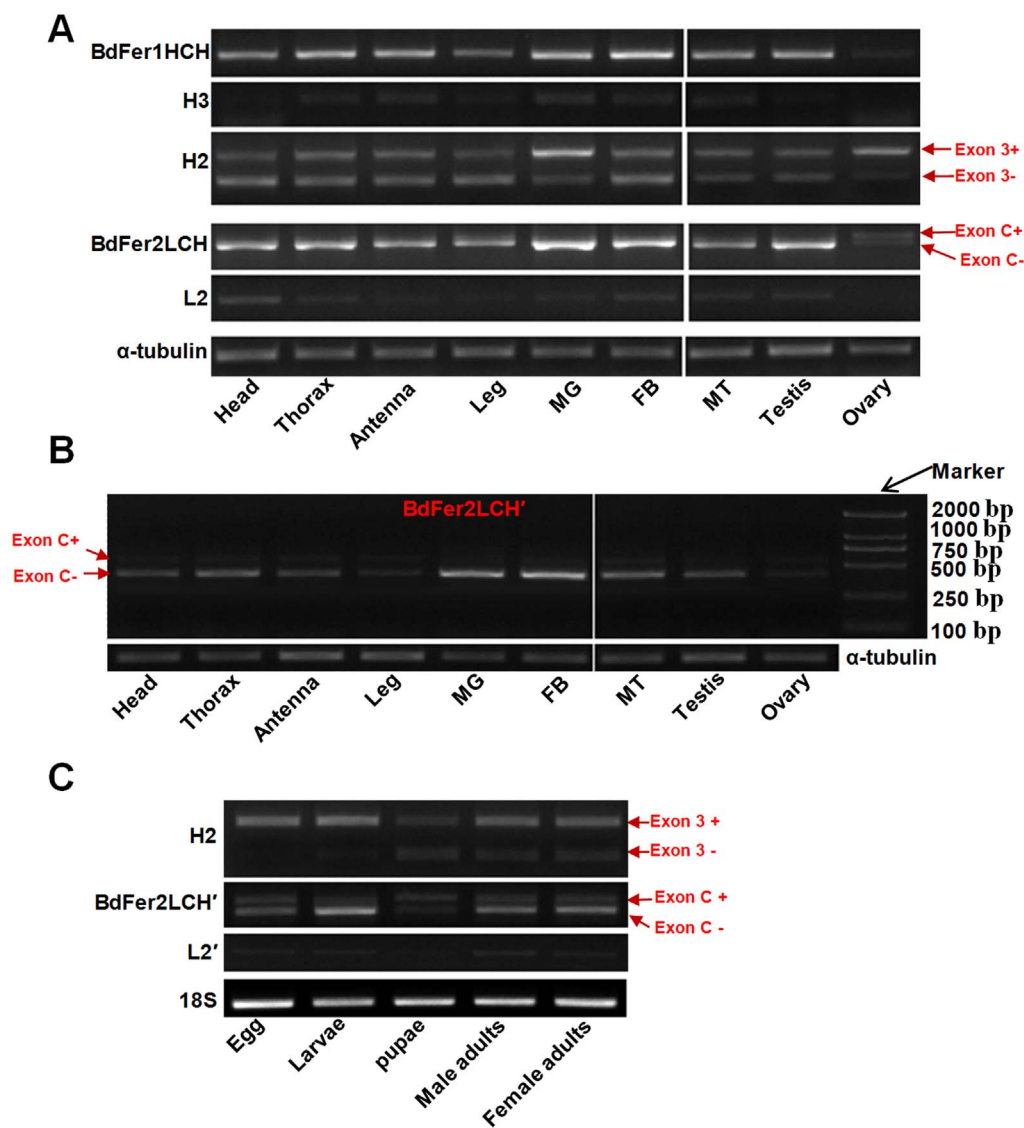 A
BdFer1HCH
H3
H2
Exon 3+
Exon 3-
BdFer2LCH
Exon C+
Exon C-
L2
α-tubulin
Head Thorax Antenna Leg MG FB MT Testis Ovary
B
Marker
BdFer2LCH′
Exon C+
Exon C-
2000 bp
1000 bp
750 bp
500 bp
250 bp
100 bp
α-tubulin
Head Thorax Antenna Leg MG FB MT Testis Ovary
C
H2
Exon 3 +
Exon 3 -
BdFer2LCH′
Exon C +
Exon C -
L2′
18S
Egg Larvae pupae Male adults Female adults